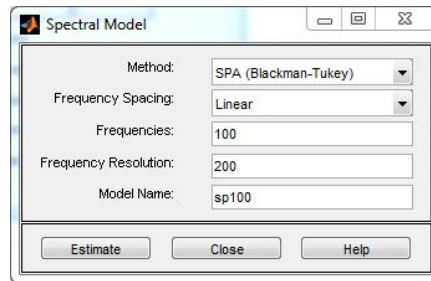 Spectral Model
Method: SPA (Blackman-Tukey)
Frequency Spacing: Linear
Frequencies: 100
Frequency Resolution: 200
Model Name: sp100
Estimate Close Help